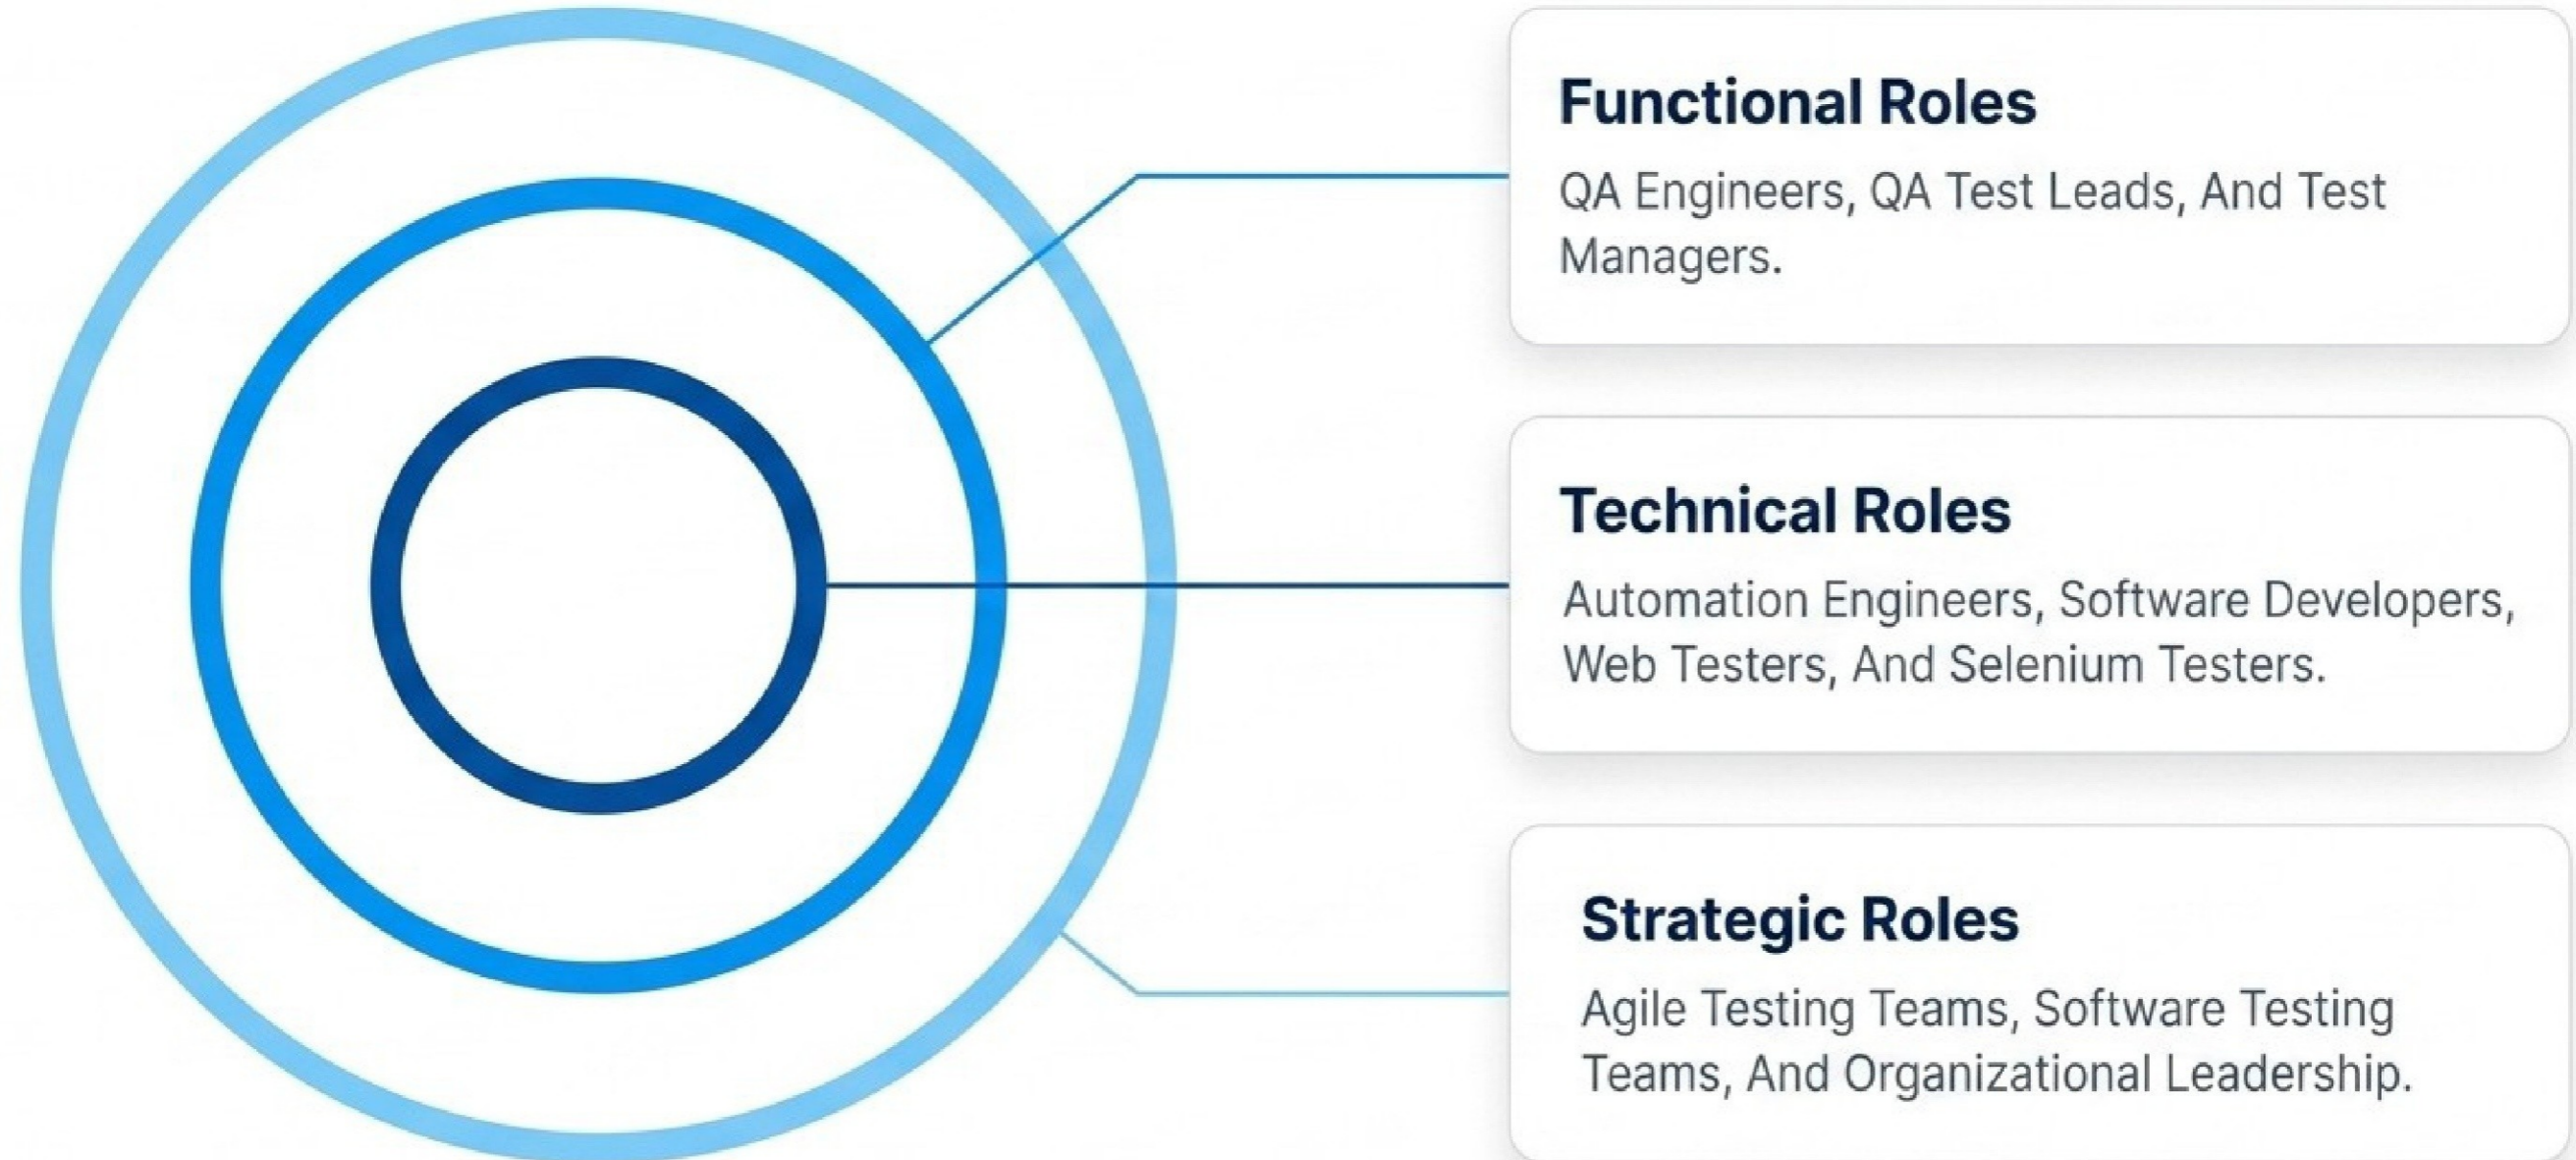 Functional Roles
QA Engineers, QA Test Leads, And Test
Managers.
Technical Roles
Automation Engineers, Software Developers,
Web Testers, And Selenium Testers.
Strategic Roles
Agile Testing Teams, Software Testing
Teams, And Organizational Leadership.